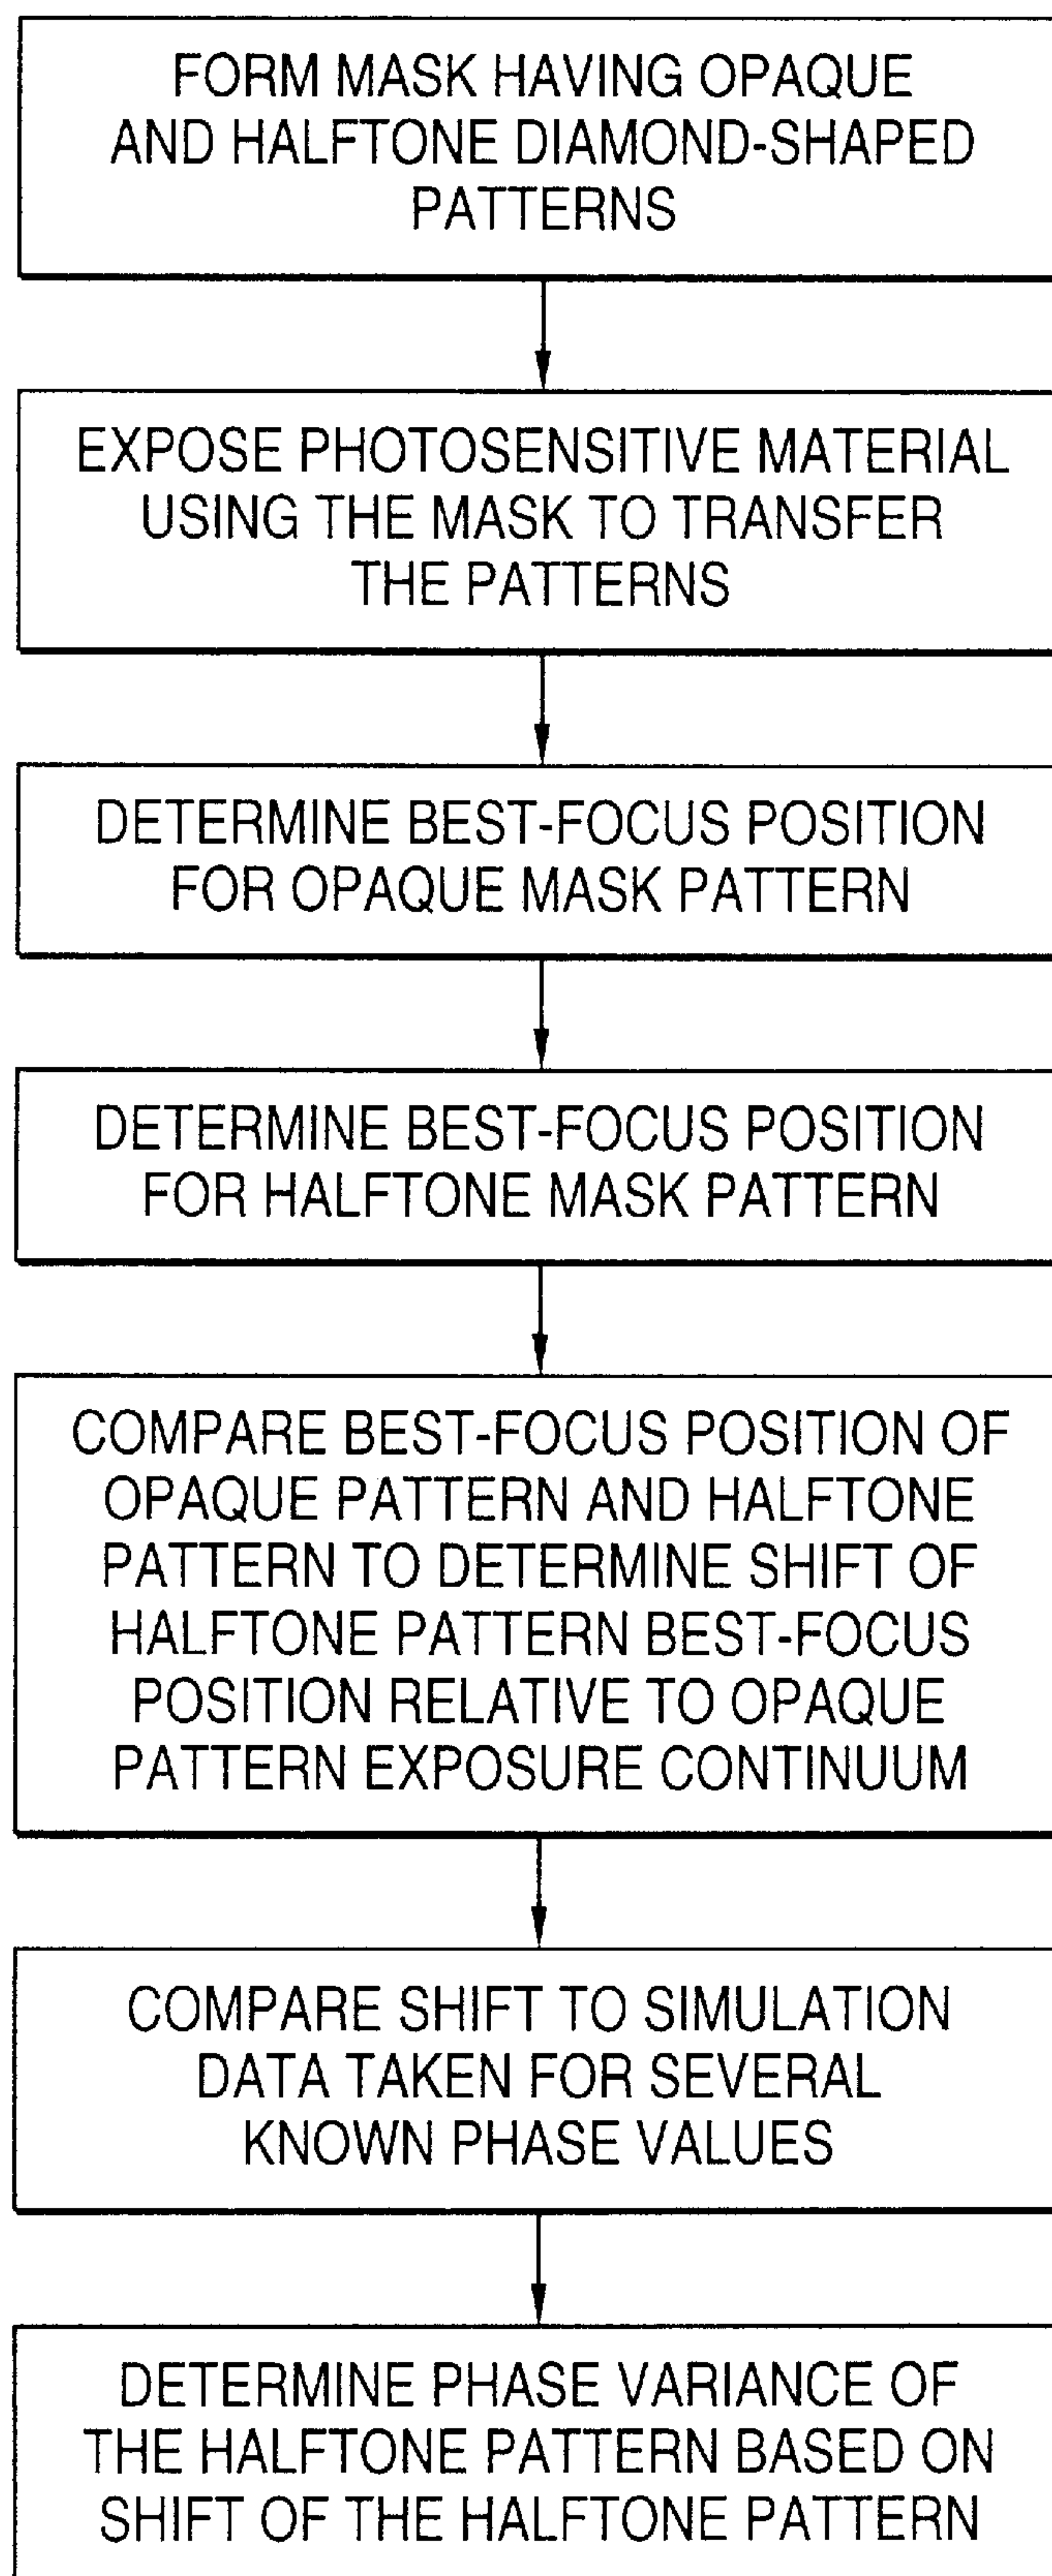 FORM MASK HAVING OPAQUE
AND HALFTONE DIAMOND-SHAPED
PATTERNS
EXPOSE PHOTOSENSITIVE MATERIAL
USING THE MASK TO TRANSFER
THE PATTERNS
DETERMINE BEST-FOCUS POSITION
FOR OPAQUE MASK PATTERN
DETERMINE BEST-FOCUS POSITION
FOR HALFTONE MASK PATTERN
COMPARE BEST-FOCUS POSITION OF
OPAQUE PATTERN AND HALFTONE
PATTERN TO DETERMINE SHIFT OF
HALFTONE PATTERN BEST-FOCUS
POSITION RELATIVE TO OPAQUE
PATTERN EXPOSURE CONTINUUM
COMPARE SHIFT TO SIMULATION
DATA TAKEN FOR SEVERAL
KNOWN PHASE VALUES
DETERMINE PHASE VARIANCE OF
THE HALFTONE PATTERN BASED ON
SHIFT OF THE HALFTONE PATTERN